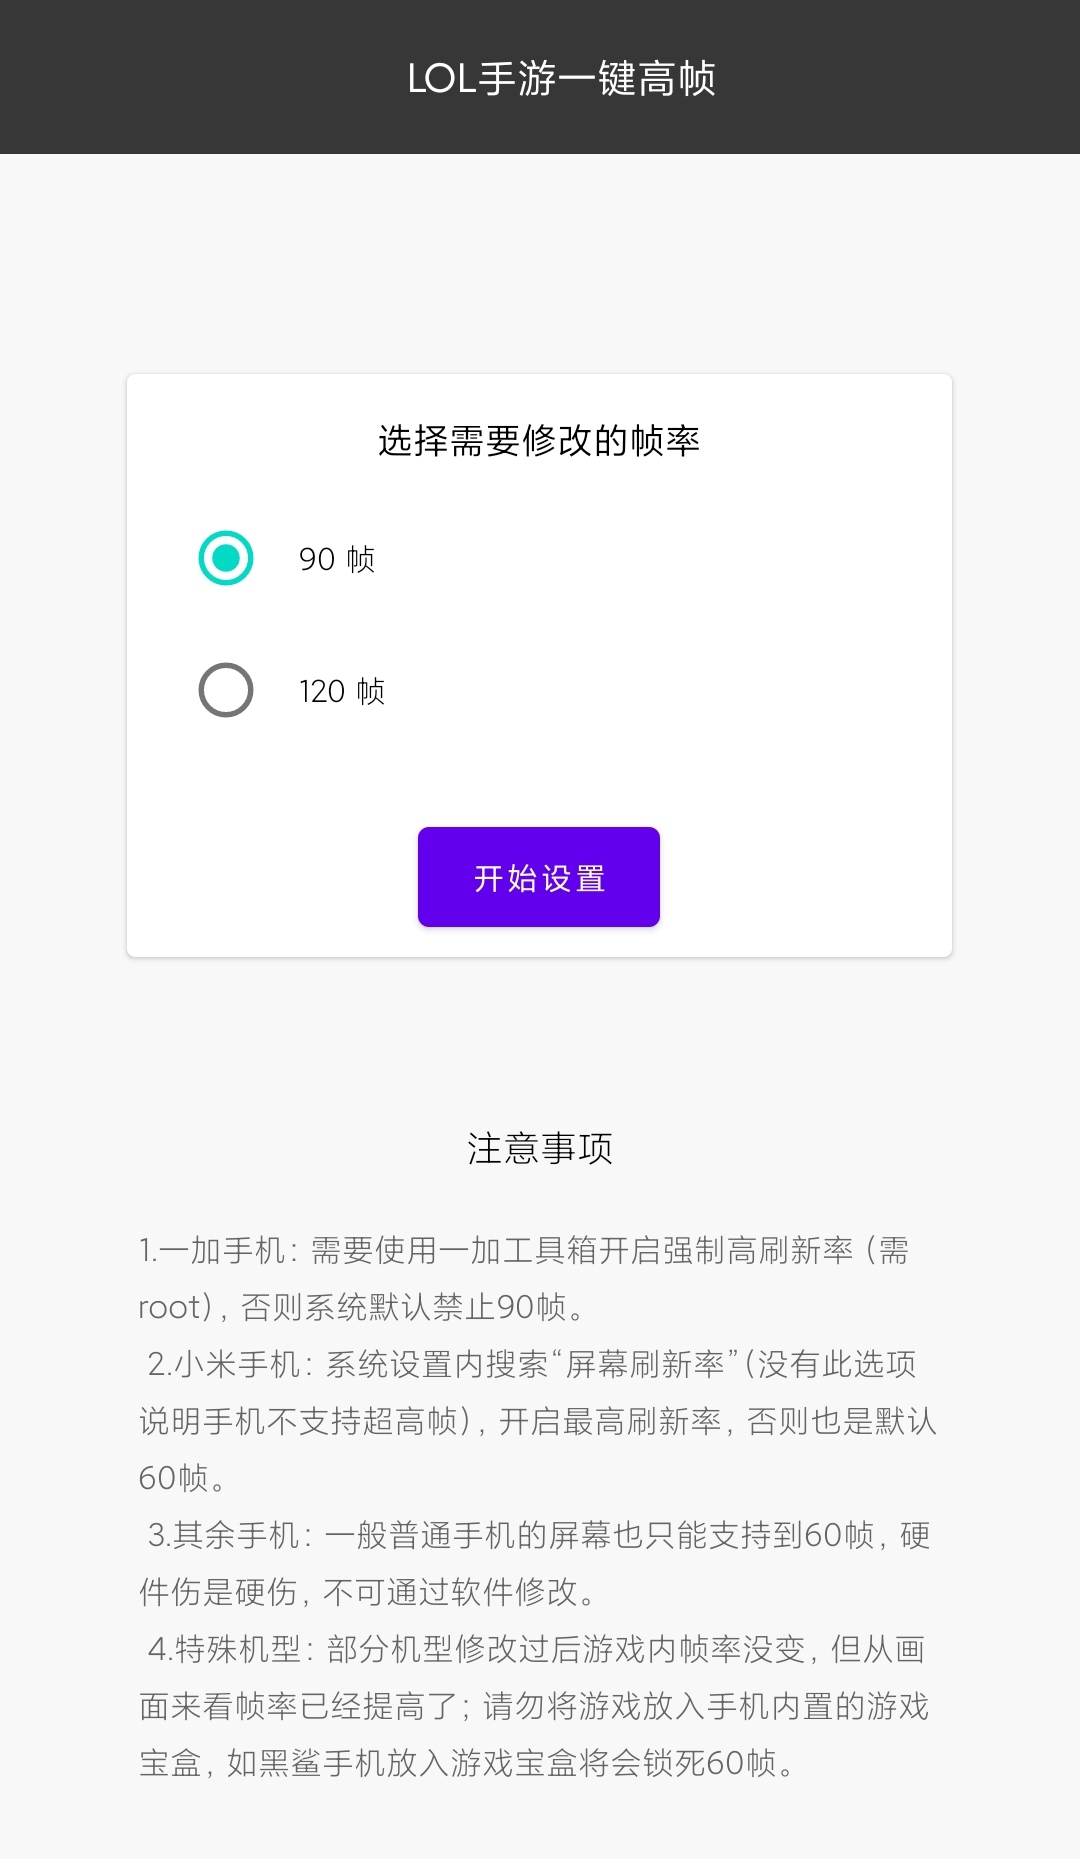 LOL手游一键高帧
选择需要修改的帧率
90 帧
120 帧
开始设置
注意事项
1.一加手机：需要使用一加工具箱开启强制高刷新率（需
root)，否则系统默认禁止90帧。
2.小米手机：系统设置内搜索“屏幕刷新率”(没有此选项
说明手机不支持超高帧)，开启最高刷新率，否则也是默认
60帧。
3.其余手机：一般普通手机的屏幕也只能支持到60帧，硬
件伤是硬伤，不可通过软件修改。
4.特殊机型：部分机型修改过后游戏内帧率没变，但从画
面来看帧率已经提高了；请勿将游戏放入手机内置的游戏
宝盒，如黑鲨手机放入游戏宝盒将会锁死60帧。